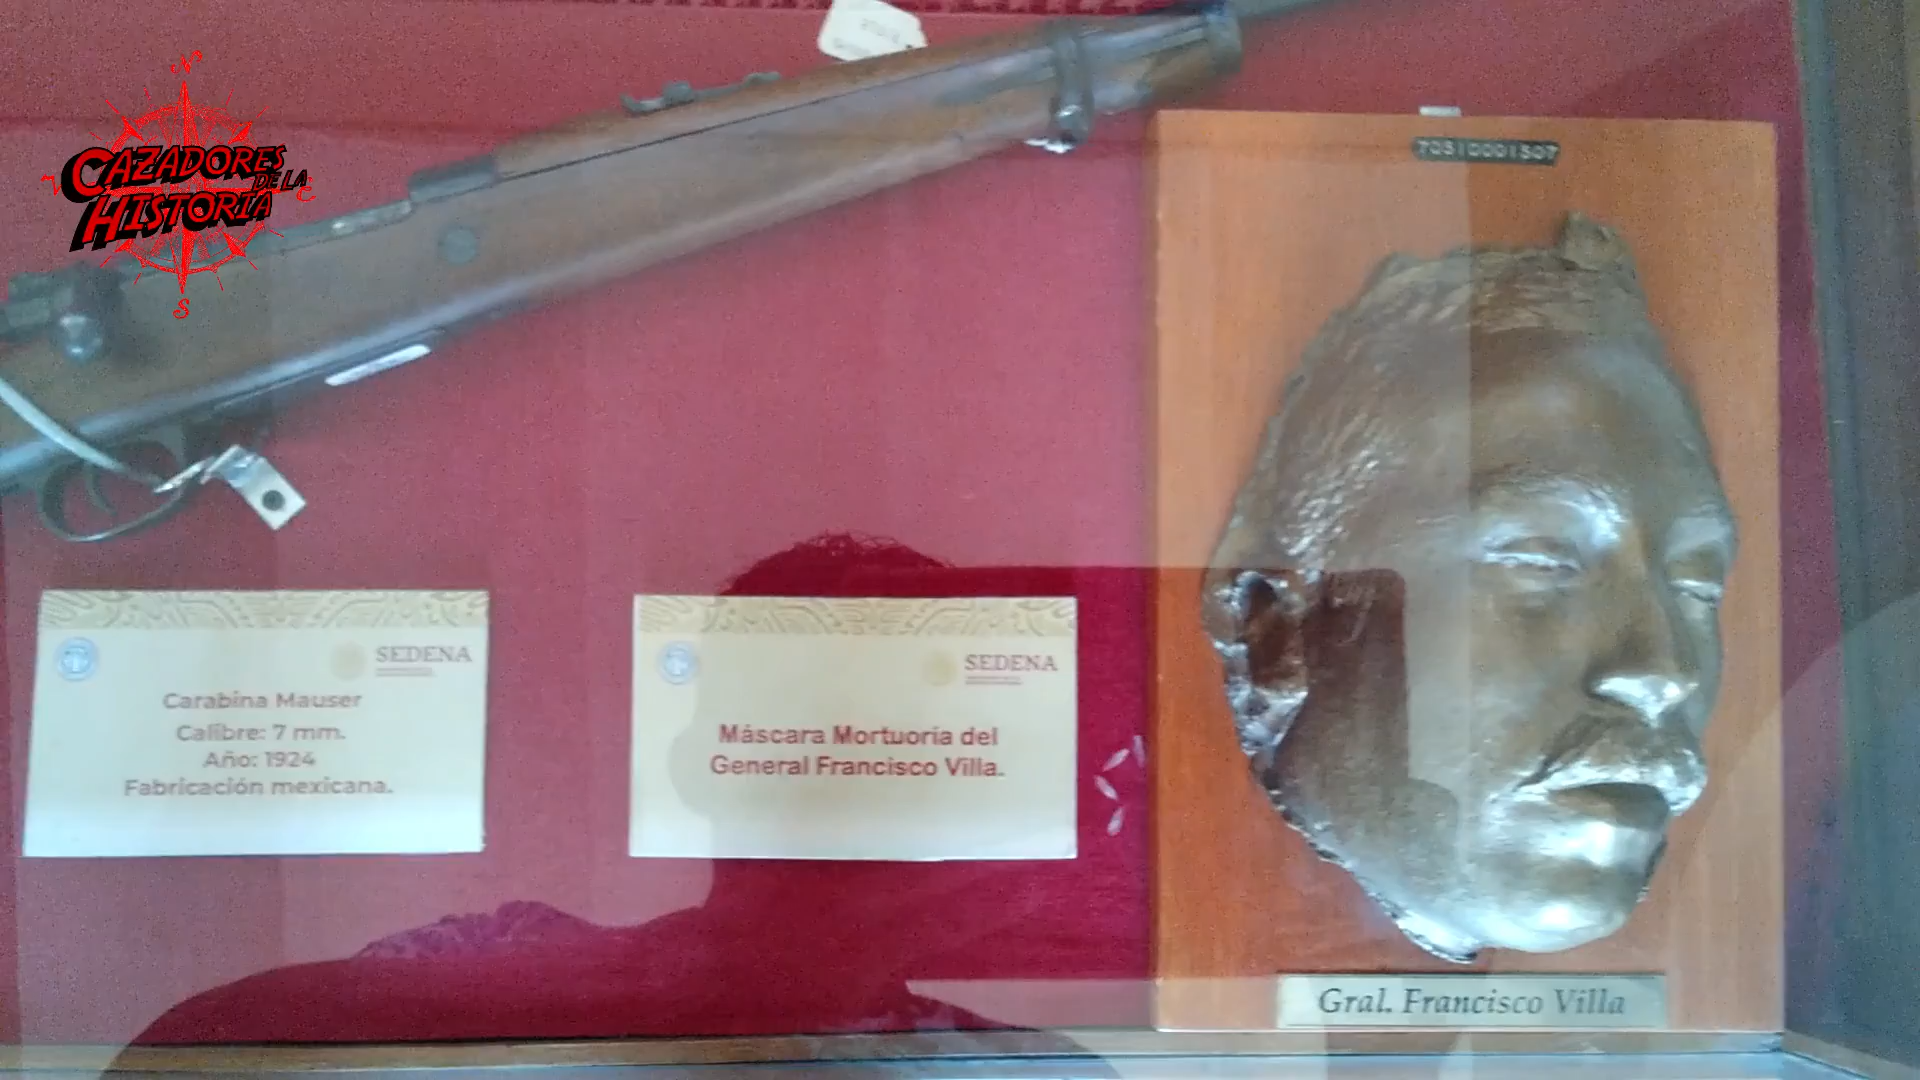 N
CAZADORES
DE LA
HISTORIA
S
70510001507
SEDENA
Carabina Mauser
Calibre: 7 mm.
Año: 1924
Fabricación mexicana.
SEDENA
Máscara Mortuoria del
General Francisco Villa.
Gral. Francisco Villa